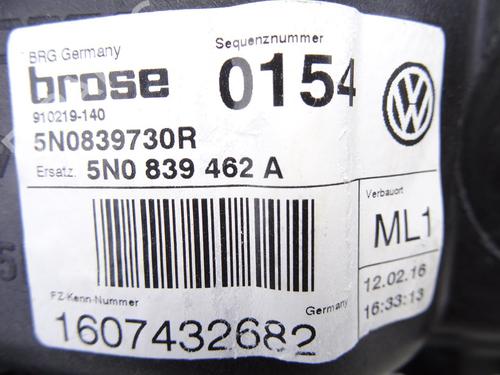 BRG Germany
Sequenznummer
brose
0154
910219-140
5N0839730R
Ersatz: 5N0 839 462 A
Verbauort
ML1
FZ-Kenn-Nummer
Germany
12.02.16
16:33:13
1607432682